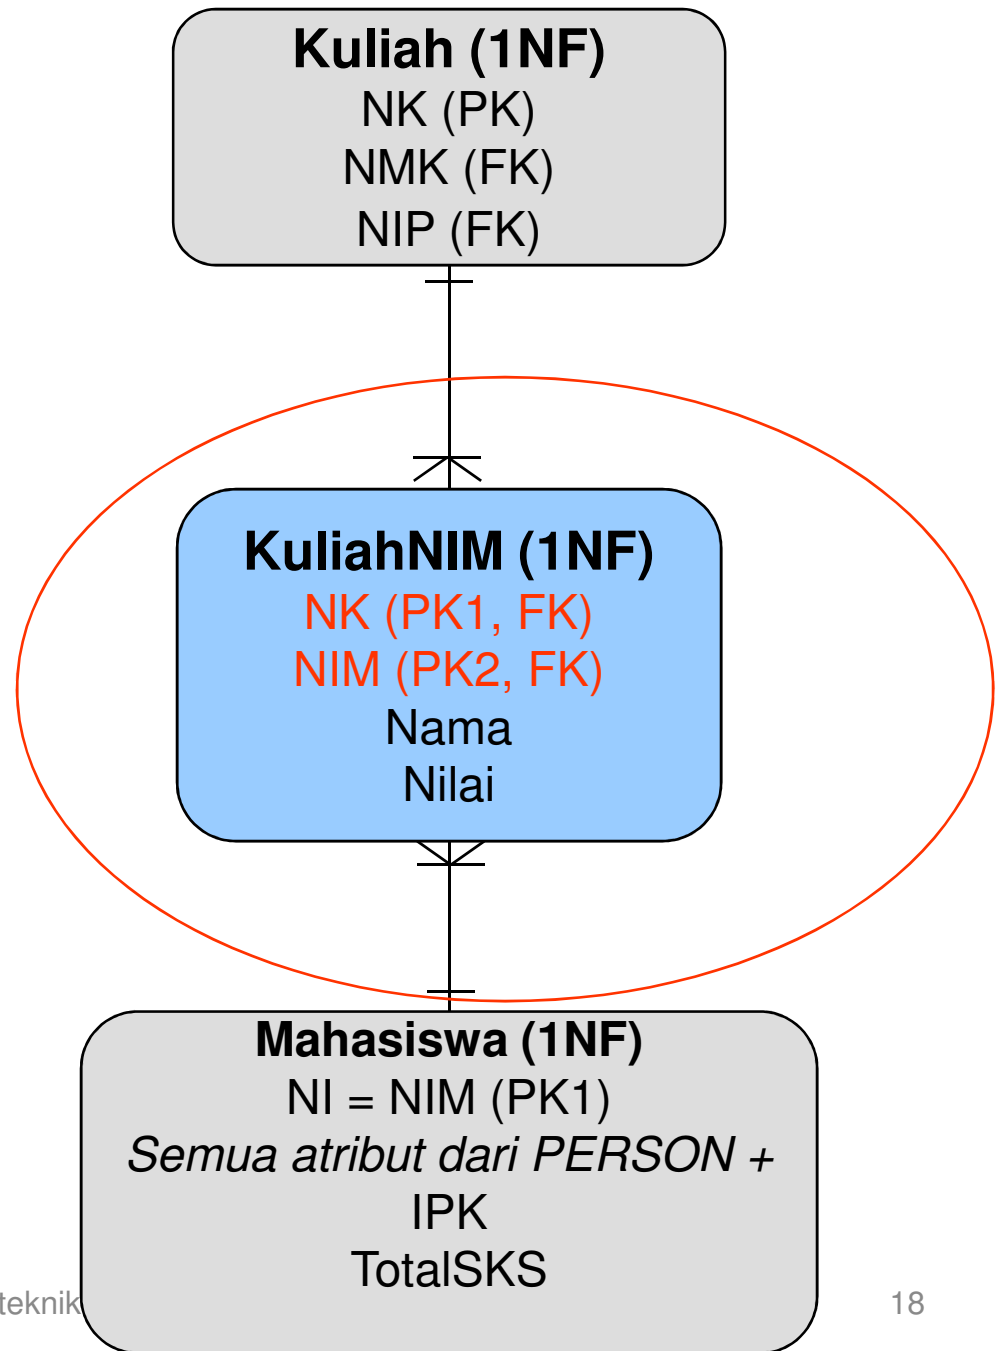 Kuliah (1NF)
NK (PK)
NMK (FK)
NIP (FK)
KuliahNIM (1NF)
NK (PK1, FK)
NIM (PK2, FK)
Nama
Nilai
Mahasiswa (1NF)
NI = NIM (PK1)
Semua atribut dari PERSON +
IPK
TotalSKS
teknik
18